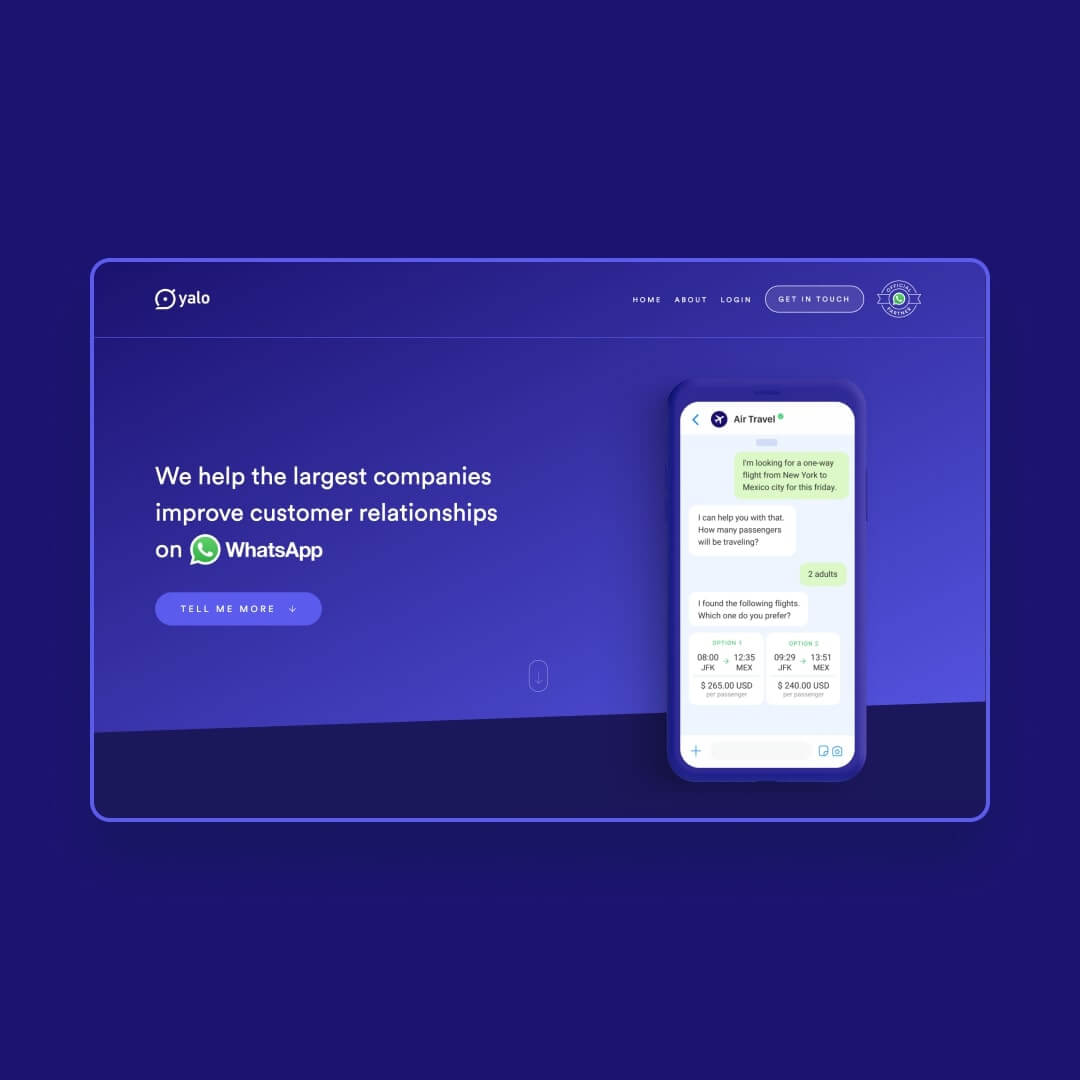 yalo
HOME ABOUT LOGIN GET IN TOUCH
OFFICIAL
PARTNER
We help the largest companies
improve customer relationships
on WhatsApp
TELL ME MORE ↓
Air Travel
I'm looking for a one-way
flight from New York to
Mexico city for this friday.
I can help you with that.
How many passengers
will be traveling?
2 adults
I found the following flights.
Which one do you prefer?
OPTION 1
08:00 → 12:35
JFK MEX
$ 265.00 USD
per passenger
OPTION 2
09:29 → 13:51
JFK MEX
$ 240.00 USD
per passenger